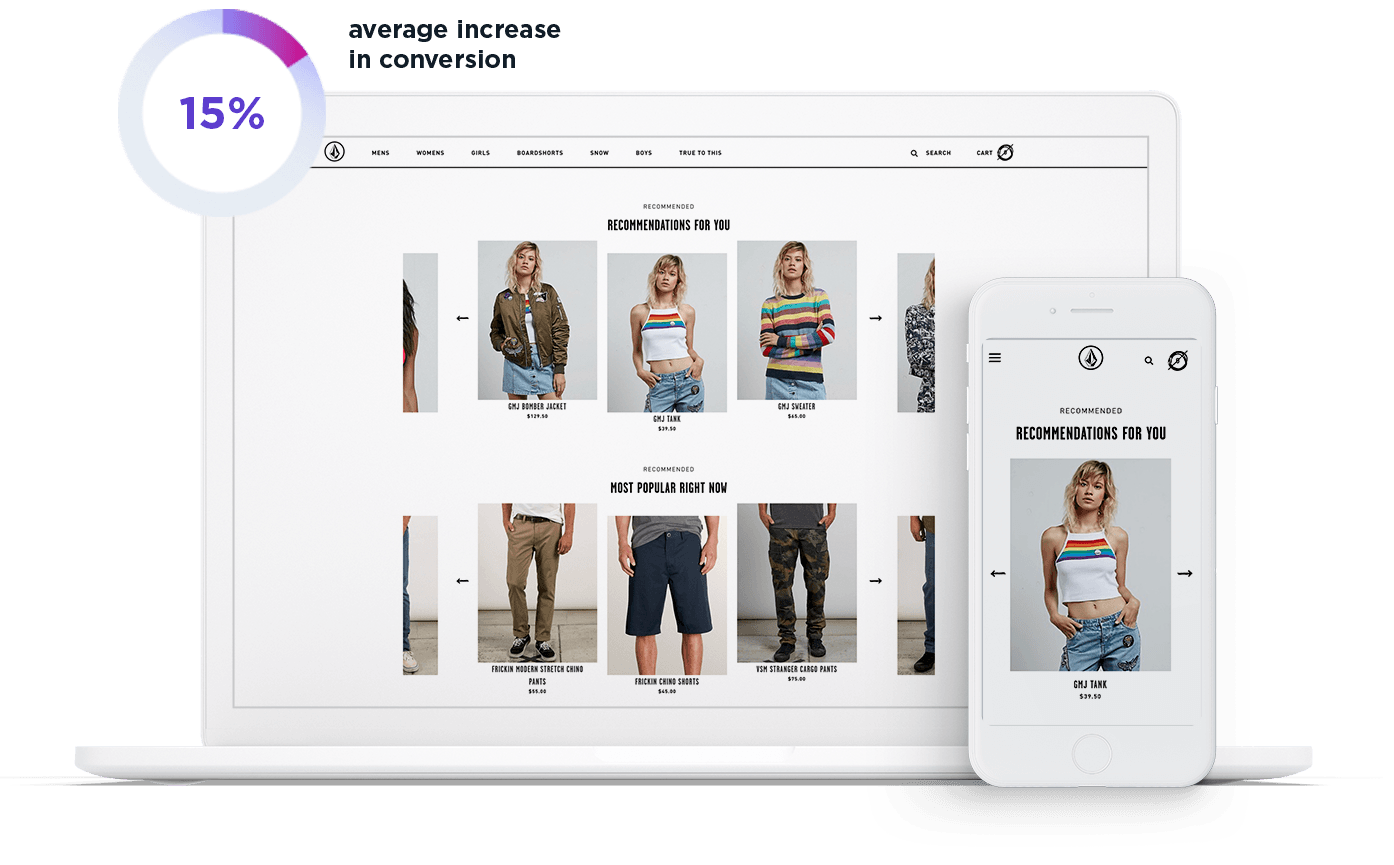 average increase
in conversion
15%
MENS WOMENS GIRLS BOARDSHORTS SNOW BOYS TRUE TO THIS SEARCH CART
RECOMMENDED
RECOMMENDATIONS FOR YOU
GMJ BOMBER JACKET
$129.50
GMJ TANK
$39.50
GMJ SWEATER
$65.00
RECOMMENDED
MOST POPULAR RIGHT NOW
FRICKIN MODERN STRETCH CHINO
PANTS
$55.00
FRICKIN CHINO SHORTS
$45.00
VSM STRANGER CARGO PANTS
$75.00
RECOMMENDED
RECOMMENDATIONS FOR YOU
GMJ TANK
$39.50